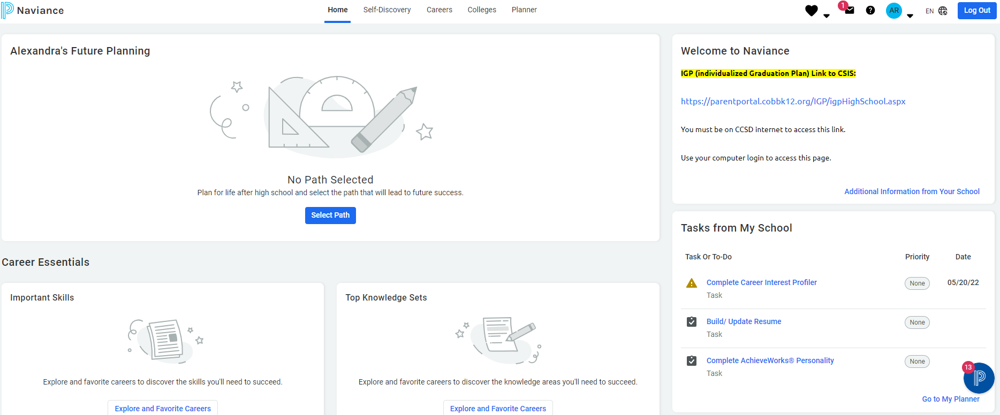 Naviance
Home Self-Discovery Careers Colleges Planner
1
AR
EN
Log Out
Alexandra's Future Planning
No Path Selected
Plan for life after high school and select the path that will lead to future success.
Select Path
Career Essentials
Important Skills
Explore and favorite careers to discover the skills you'll need to succeed.
Explore and Favorite Careers
Top Knowledge Sets
Explore and favorite careers to discover the knowledge areas you'll need to succeed.
Explore and Favorite Careers
Welcome to Naviance
IGP (individualized Graduation Plan) Link to CSIS:
https://parentportal.cobbk12.org/IGP/igpHighSchool.aspx
You must be on CCSD internet to access this link.
Use your computer login to access this page.
Additional Information from Your School
Tasks from My School
Task Or To-Do Priority Date
Complete Career Interest Profiler None 05/20/22
Task
Build/ Update Resume None
Task
Complete AchieveWorks® Personality None
Task
13
Go to My Planner